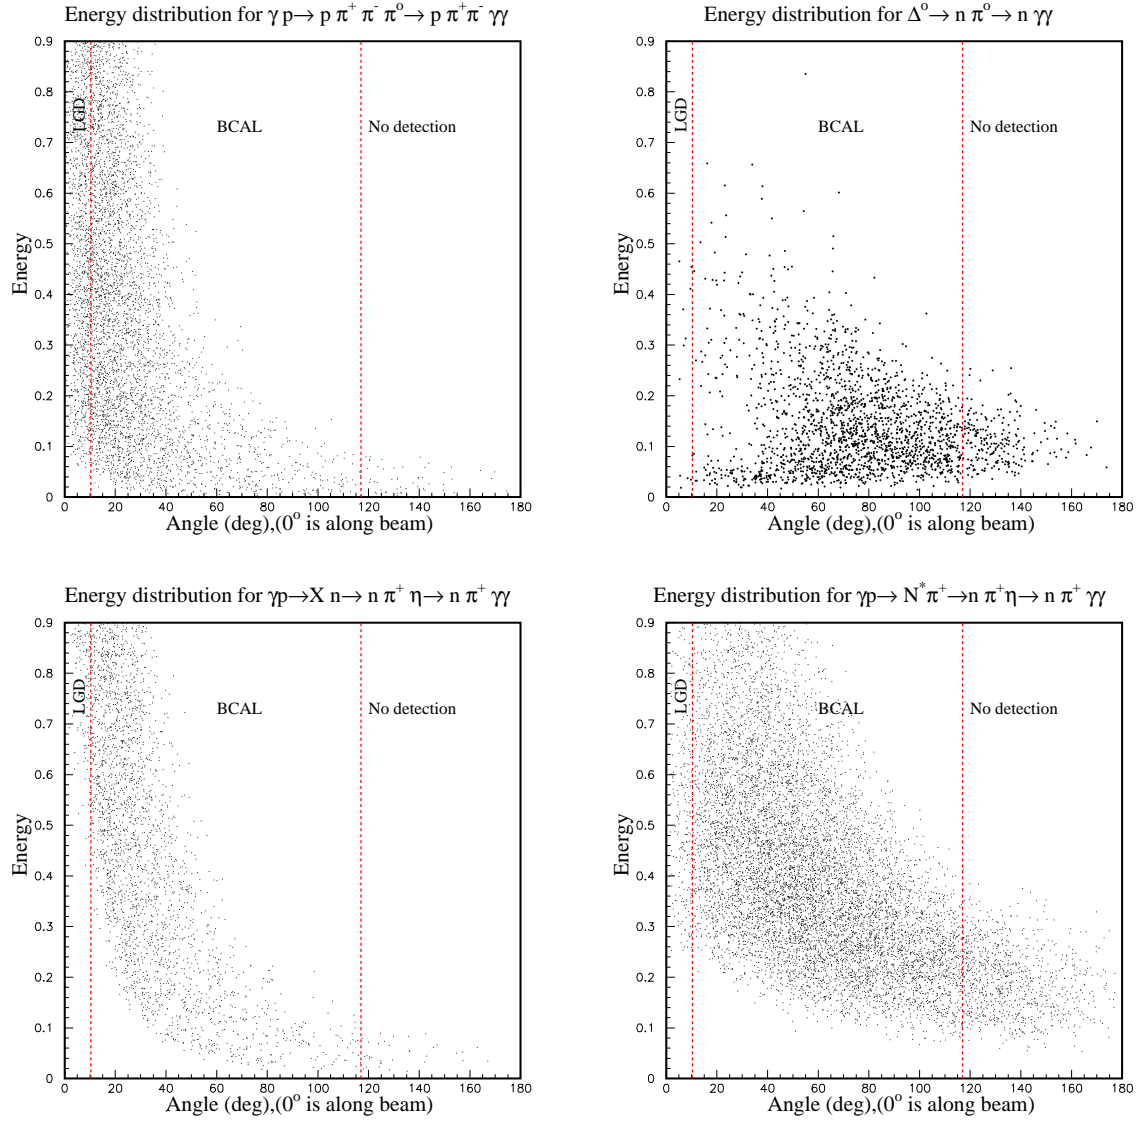 Energy distribution for γ p→ p π⁺ π⁻ π⁰→ p π⁺π⁻ γγ
0.9
0.8
0.7
0.6
0.5
0.4
0.3
0.2
0.1
0
LGD
BCAL
No detection
Energy
0 20 40 60 80 100 120 140 160 180
Angle (deg),(0° is along beam)
Energy distribution for Δ⁰→ n π⁰→ n γγ
0.9
0.8
0.7
0.6
0.5
0.4
0.3
0.2
0.1
0
LGD
BCAL
No detection
Energy
0 20 40 60 80 100 120 140 160 180
Angle (deg),(0° is along beam)
Energy distribution for γp→X n→ n π⁺ η→ n π⁺ γγ
0.9
0.8
0.7
0.6
0.5
0.4
0.3
0.2
0.1
0
LGD
BCAL
No detection
Energy
0 20 40 60 80 100 120 140 160 180
Angle (deg),(0° is along beam)
Energy distribution for γp→ N*π⁺→n π⁺η→ n π⁺ γγ
0.9
0.8
0.7
0.6
0.5
0.4
0.3
0.2
0.1
0
LGD
BCAL
No detection
Energy
0 20 40 60 80 100 120 140 160 180
Angle (deg),(0° is along beam)